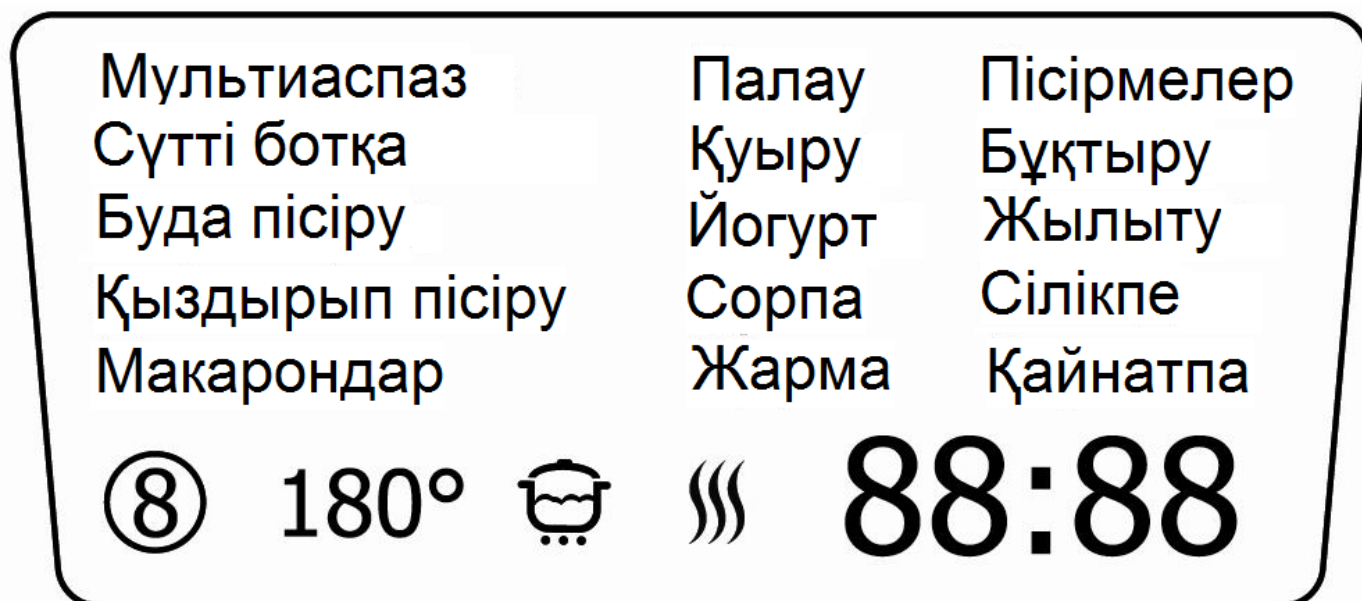 Мультиаспаз Палау Пісірмелер
Сүтті ботқа Қуыру Бұқтыру
Буда пісіру Йогурт Жылыту
Қыздырып пісіру Сорпа Сілікпе
Макарондар Жарма Қайнатпа
8 180° 88:88